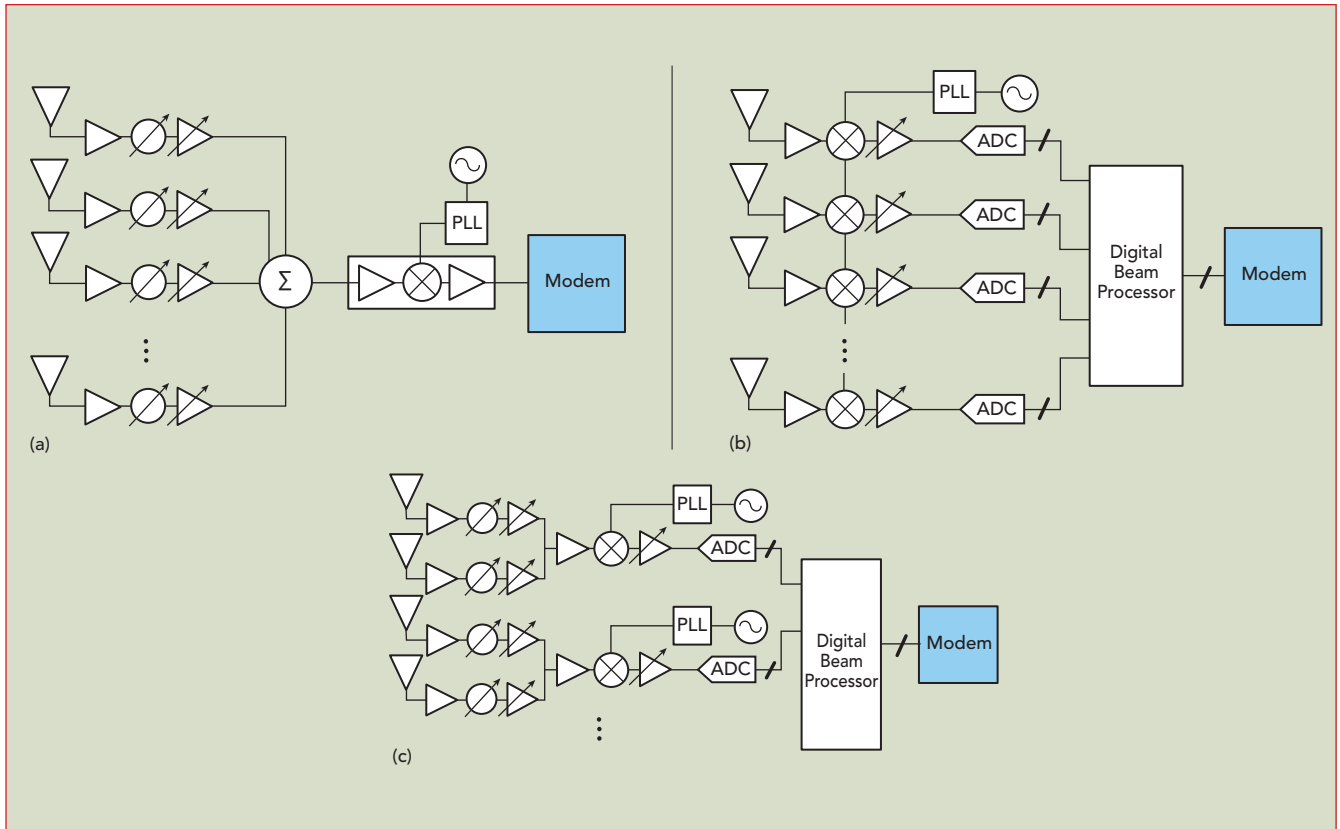 PLL
Σ
Modem
(a)
PLL
ADC
ADC
ADC
ADC
Digital
Beam
Processor
Modem
(b)
PLL
ADC
PLL
ADC
Digital
Beam
Processor
Modem
(c)